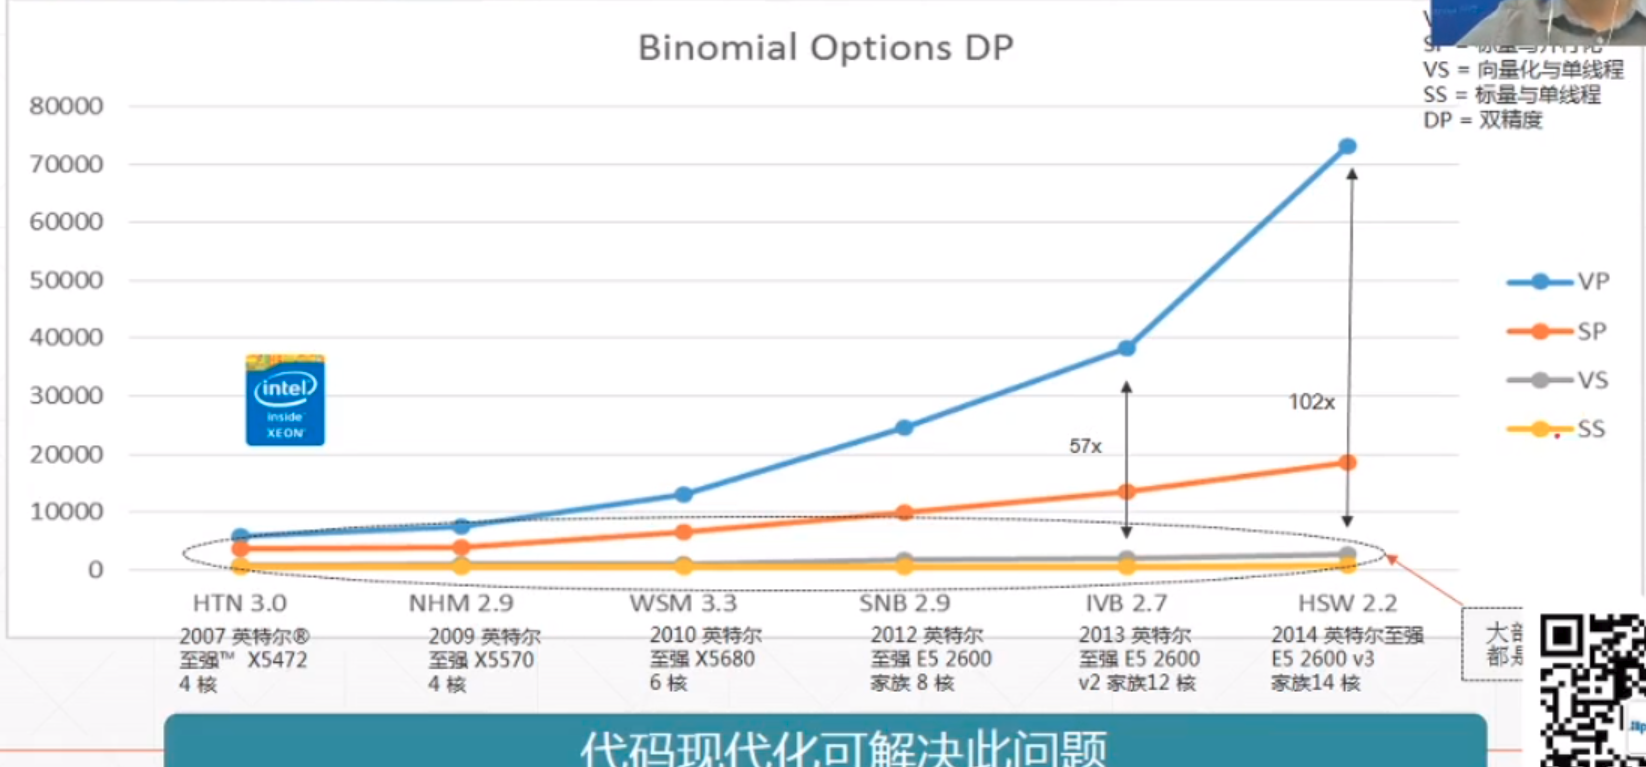 Binomial Options DP
VS = 向量化与单线程
SS = 标量与单线程
DP = 双精度
80000
70000
60000
50000
40000
30000
20000
10000
0
intel
inside
XEON
57x
102x
VP
SP
VS
SS
HTN 3.0
NHM 2.9
WSM 3.3
SNB 2.9
IVB 2.7
HSW 2.2
2007 英特尔®
至强™ X5472
4 核
2009 英特尔
至强 X5570
4 核
2010 英特尔
至强 X5680
6 核
2012 英特尔
至强 E5 2600
家族 8 核
2013 英特尔
至强 E5 2600
v2 家族12 核
2014 英特尔至强
E5 2600 v3
家族14 核
大
都是
代码现代化可解决此问题